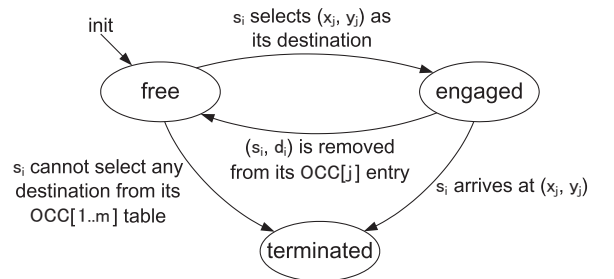 init
sᵢ selects (xⱼ, yⱼ) as
its destination
free
engaged
(sᵢ, dᵢ) is removed
from its OCC[j] entry
sᵢ cannot select any
destination from its
OCC[1..m] table
sᵢ arrives at (xⱼ, yⱼ)
terminated